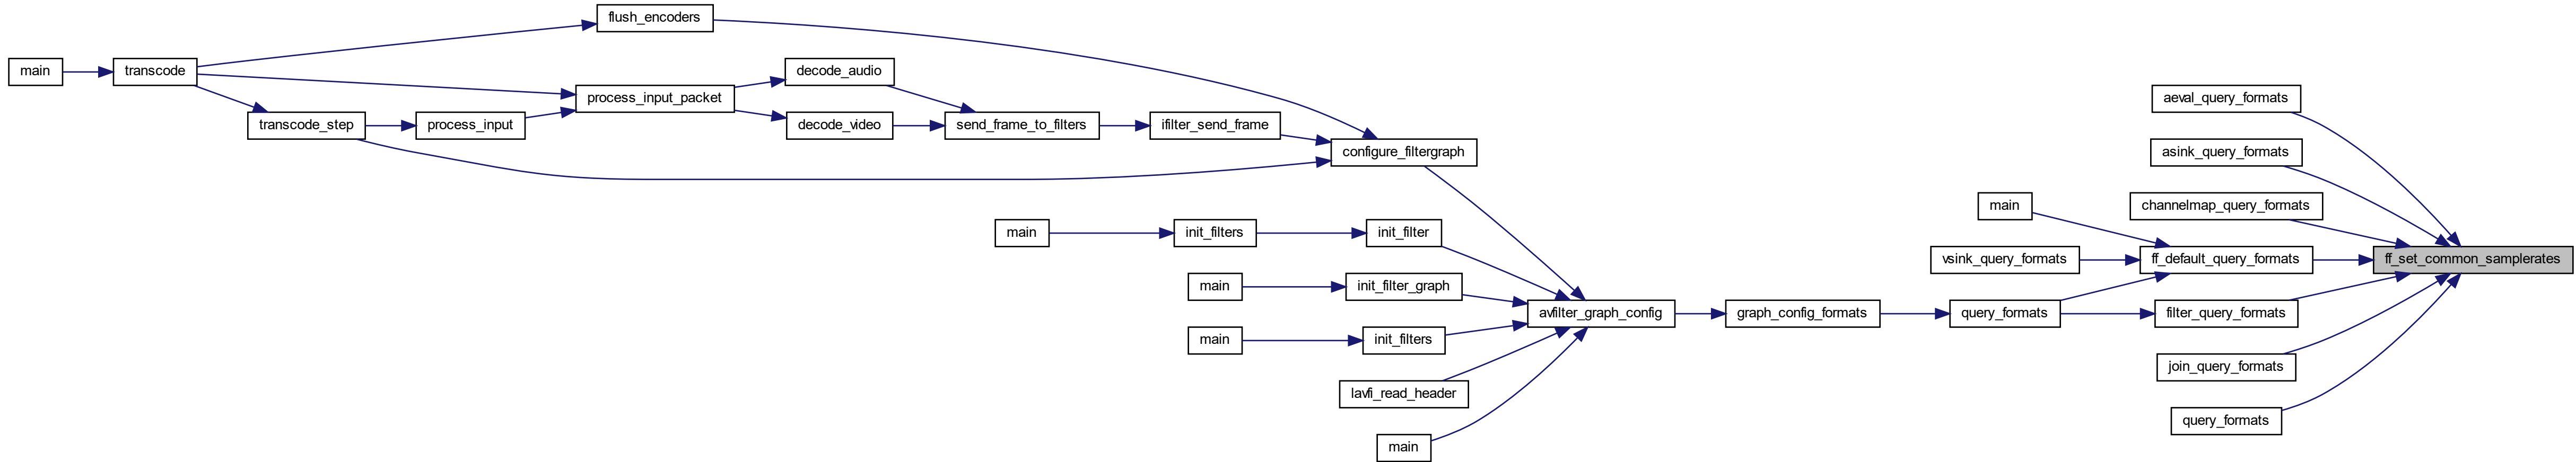 flush_encoders
main
transcode
decode_audio
process_input_packet
aeval_query_formats
transcode_step
process_input
decode_video
send_frame_to_filters
ifilter_send_frame
configure_filtergraph
asink_query_formats
main
channelmap_query_formats
main
init_filters
init_filter
vsink_query_formats
ff_default_query_formats
ff_set_common_samplerates
main
init_filter_graph
avfilter_graph_config
graph_config_formats
query_formats
filter_query_formats
main
init_filters
join_query_formats
lavfi_read_header
query_formats
main